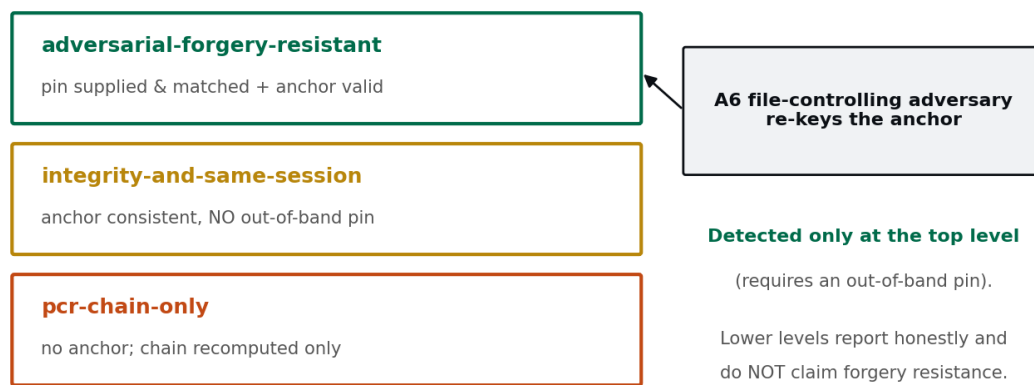 adversarial-forgery-resistant
pin supplied & matched + anchor valid
integrity-and-same-session
anchor consistent, NO out-of-band pin
pcr-chain-only
no anchor; chain recomputed only
A6 file-controlling adversary
re-keys the anchor
Detected only at the top level
(requires an out-of-band pin).
Lower levels report honestly and
do NOT claim forgery resistance.